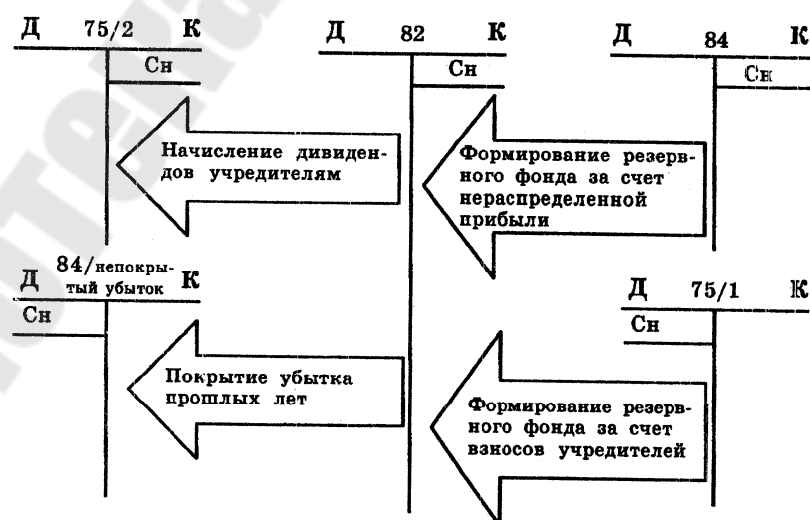 Д 75/2 К
Сн
Д 82 К
Сн
Д 84 К
Сн
Начисление дивиден-
дов учредителям
Формирование резерв-
ного фонда за счет
нераспределенной
прибыли
Д 84/непокры-
тый убыток К
Сн
Д 75/1 К
Сн
Покрытие убытка
прошлых лет
Формирование резерв-
ного фонда за счет
взносов учредителей